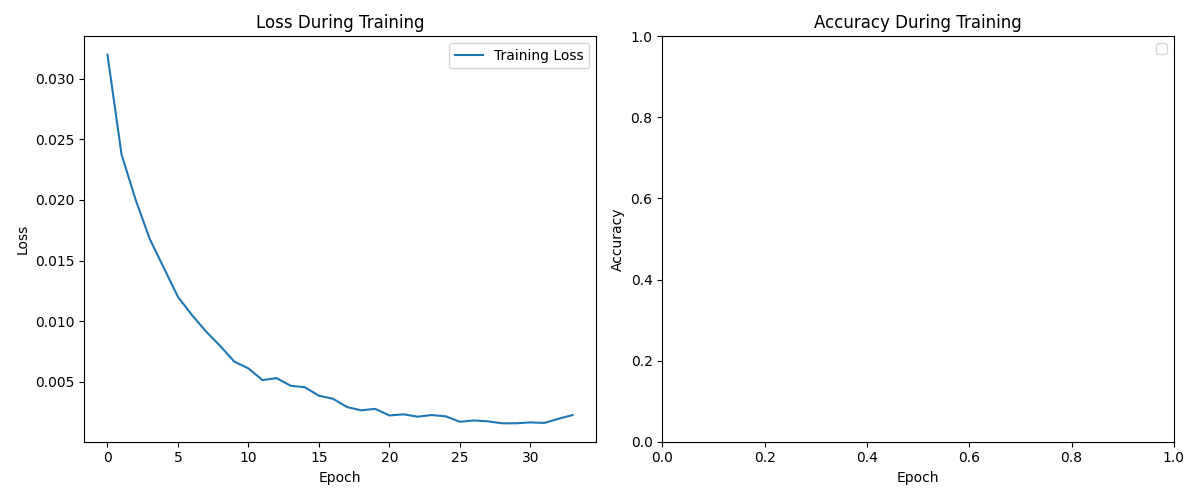 Loss During Training
Training Loss
0.030
0.025
0.020
0.015
0.010
0.005
Loss
0 5 10 15 20 25 30
Epoch
Accuracy During Training
1.0
0.8
0.6
0.4
0.2
0.0
Accuracy
0.0 0.2 0.4 0.6 0.8 1.0
Epoch